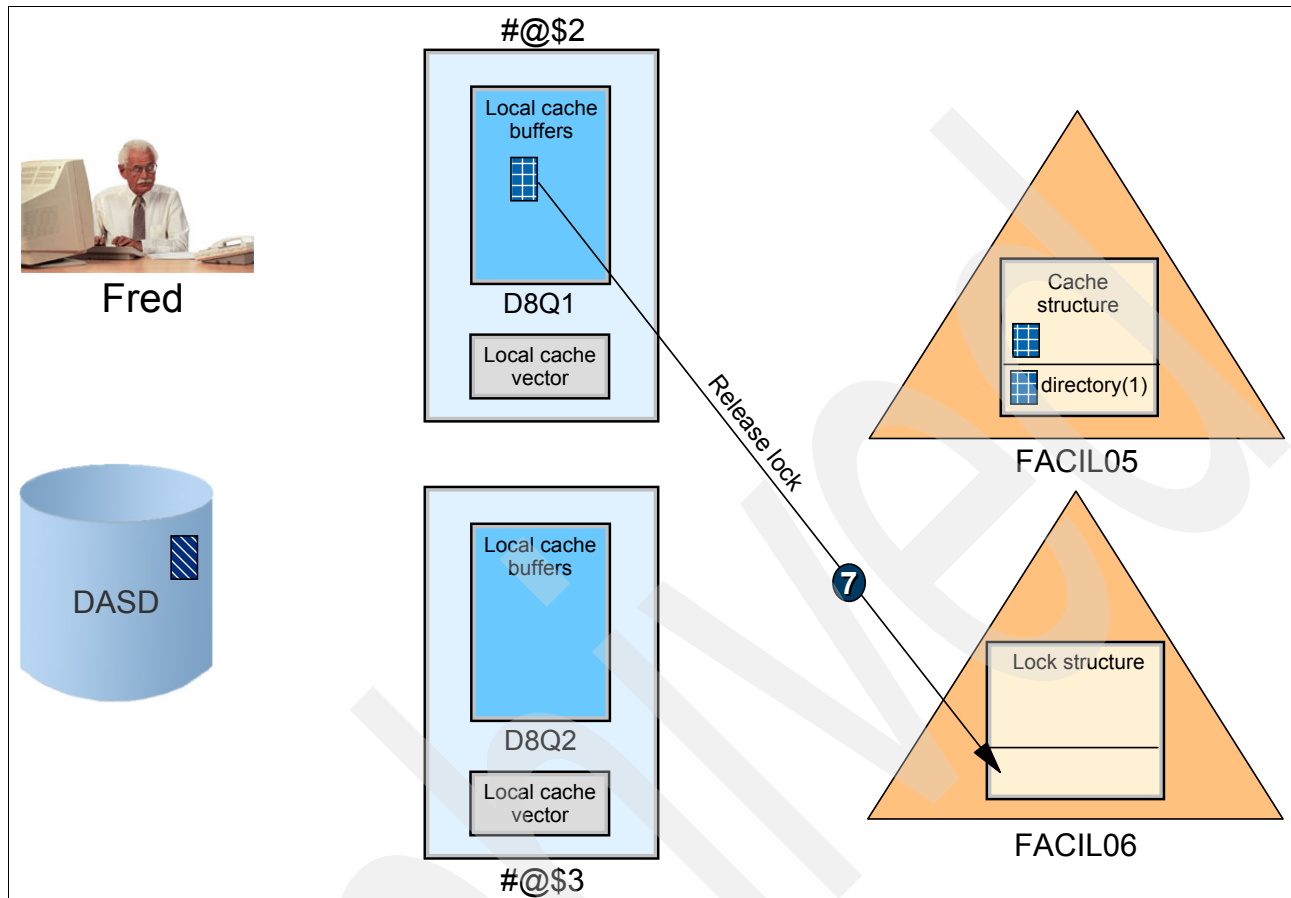 #@$2
Local cache
buffers
D8Q1
Local cache
vector
Fred
DASD
Release lock
7
Cache
structure
directory(1)
FACIL05
Local cache
buffers
D8Q2
Local cache
vector
#@$3
Lock structure
FACIL06